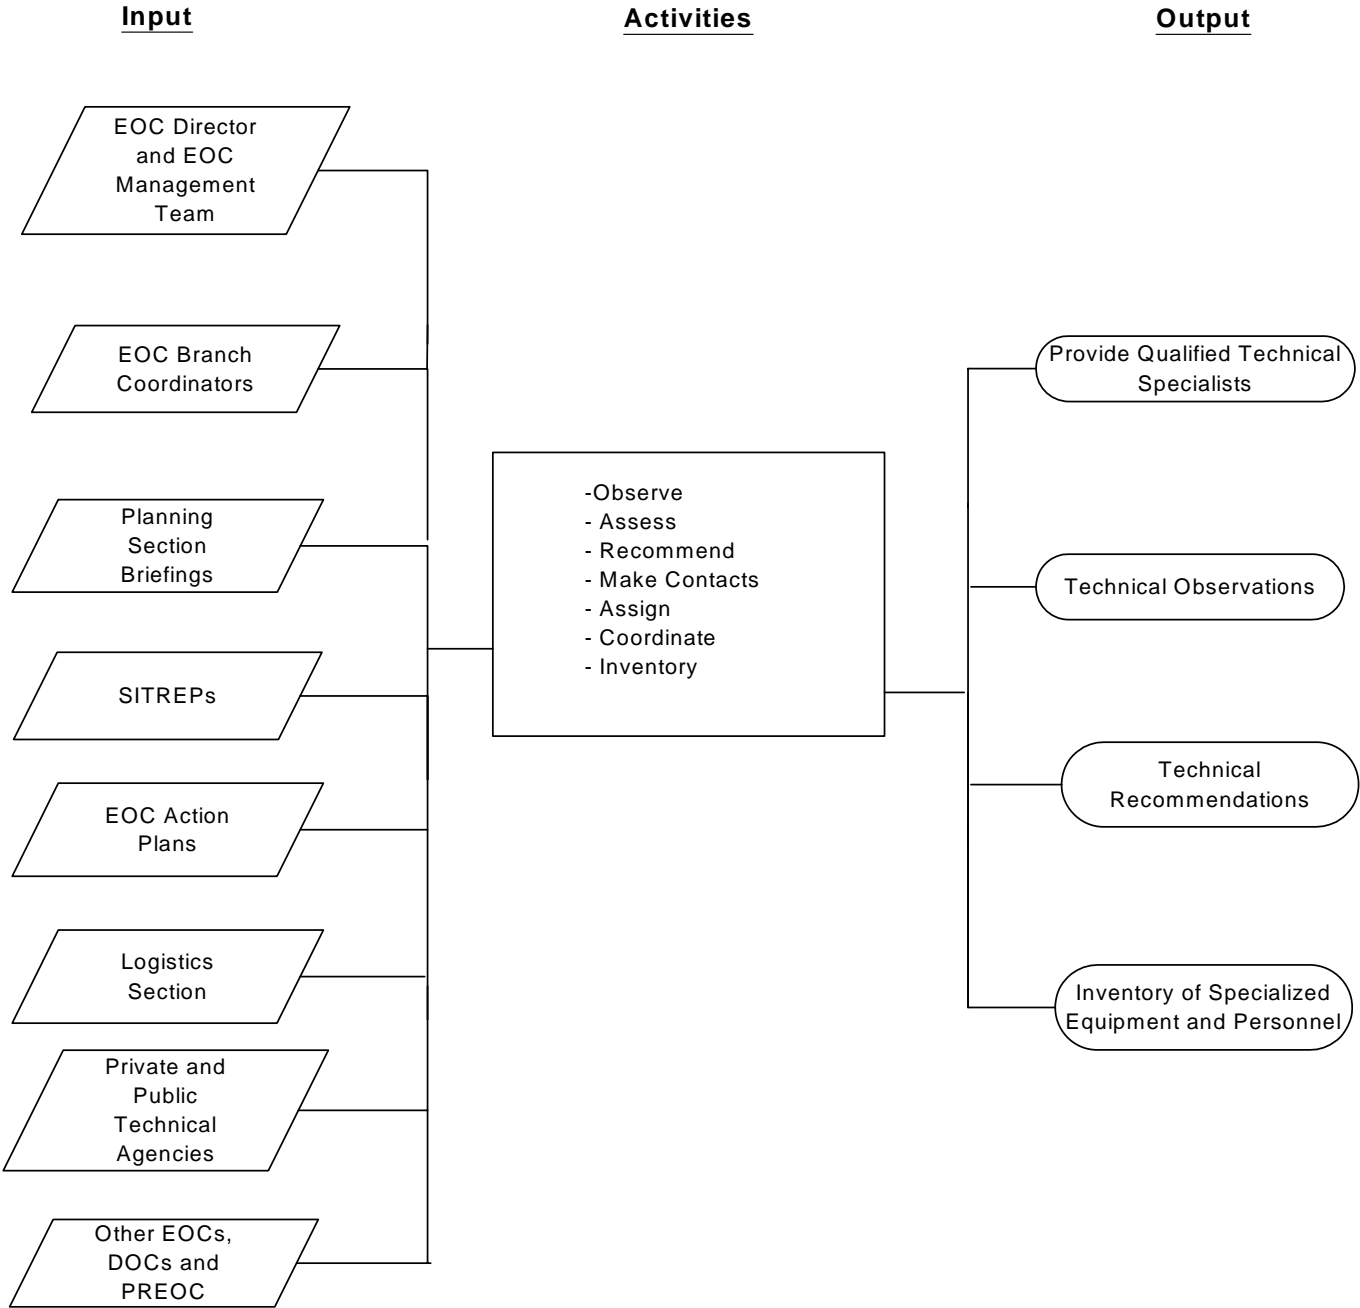 Input
Activities
Output
EOC Director
and EOC
Management
Team
EOC Branch
Coordinators
Planning
Section
Briefings
SITREPs
EOC Action
Plans
Logistics
Section
Private and
Public
Technical
Agencies
Other EOCs,
DOCs and
PREOC
-Observe
- Assess
- Recommend
- Make Contacts
- Assign
- Coordinate
- Inventory
Provide Qualified Technical
Specialists
Technical Observations
Technical
Recommendations
Inventory of Specialized
Equipment and Personnel